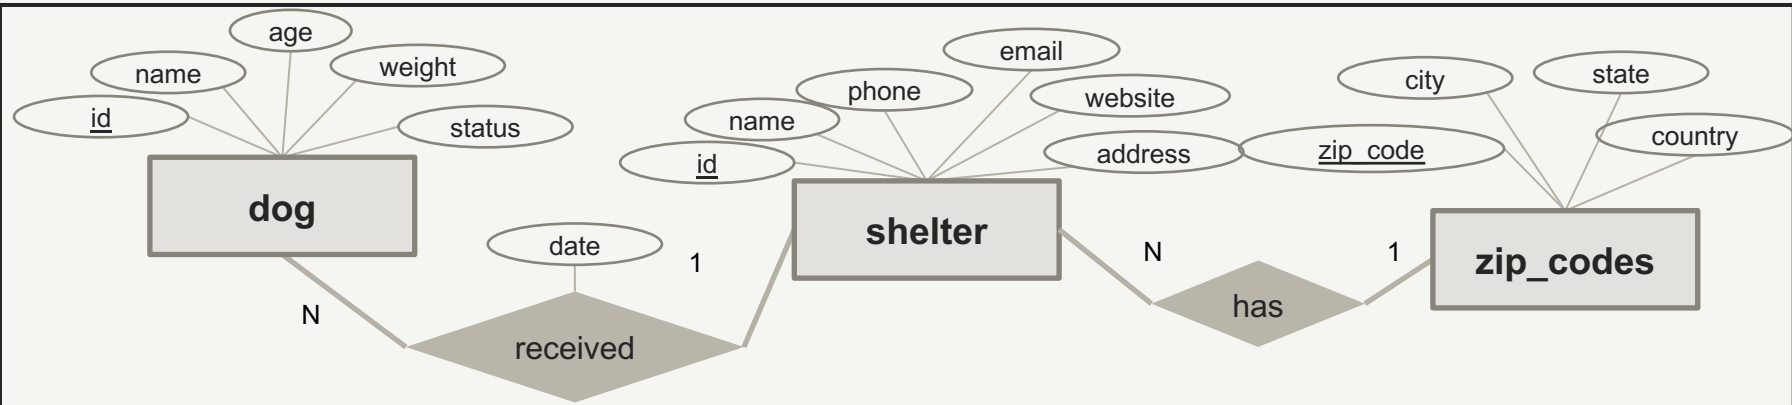 age
name
weight
id
status
dog
date
N
received
1
email
phone
website
name
address
id
shelter
N
has
1
city
state
zip_code
country
zip_codes